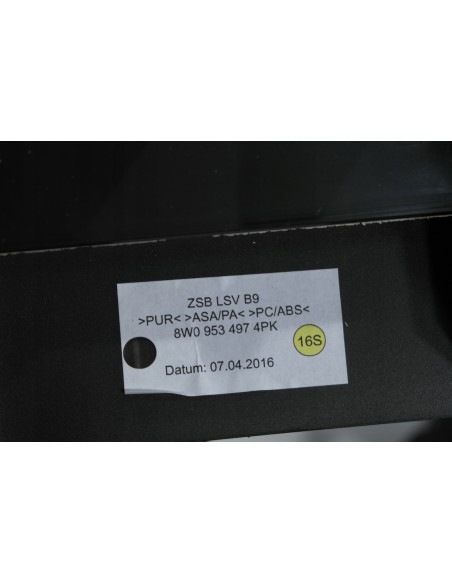 ZSB LSV B9
>PUR< >ASA/PA< >PC/ABS<
8W0 953 497 4PK
16S
Datum: 07.04.2016